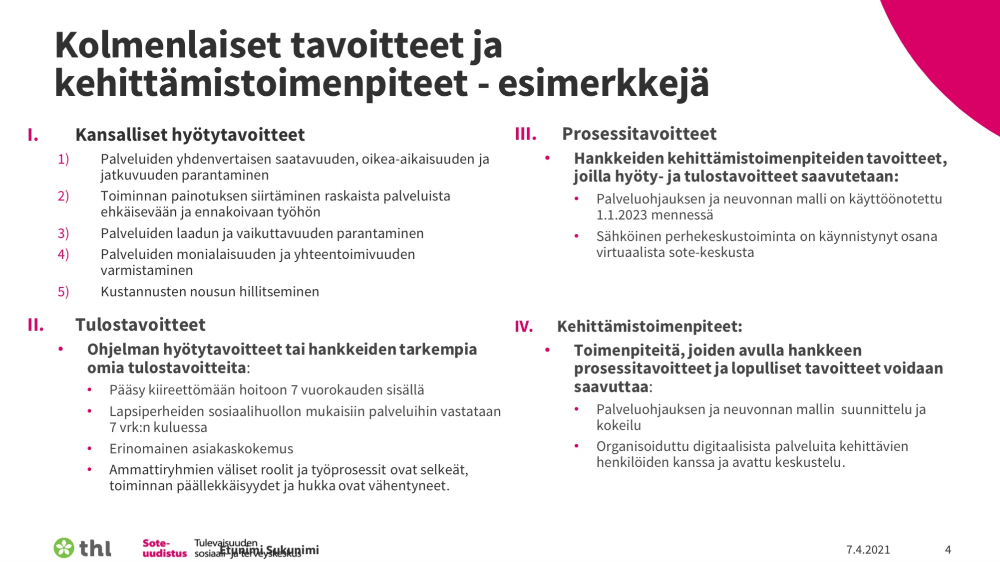 Kolmenlaiset tavoitteet ja
kehittämistoimenpiteet - esimerkkejä
I. Kansalliset hyötytavoitteet
1) Palveluiden yhdenvertaisen saatavuuden, oikea-aikaisuuden ja
jatkuvuuden parantaminen
2) Toiminnan painotuksen siirtäminen raskaista palveluista
ehkäisevään ja ennakoivaan työhön
3) Palveluiden laadun ja vaikuttavuuden parantaminen
4) Palveluiden monialaisuuden ja yhteentoimivuuden
varmistaminen
5) Kustannusten nousun hillitseminen
II. Tulostavoitteet
• Ohjelman hyötytavoitteet tai hankkeiden tarkempia
omia tulostavoitteita:
• Pääsy kiireettömään hoitoon 7 vuorokauden sisällä
• Lapsiperheiden sosiaalihuollon mukaisiin palveluihin vastataan
7 vrk:n kuluessa
• Erinomainen asiakaskokemus
• Ammattiryhmien väliset roolit ja työprosessit ovat selkeät,
toiminnan päällekkäisyydet ja hukka ovat vähentyneet.
III. Prosessitavoitteet
• Hankkeiden kehittämistoimenpiteiden tavoitteet,
joilla hyöty- ja tulostavoitteet saavutetaan:
• Palveluohjauksen ja neuvonnan malli on käyttöönotettu
1.1.2023 mennessä
• Sähköinen perhekeskustoiminta on käynnistynyt osana
virtuaalista sote-keskusta
IV. Kehittämistoimenpiteet:
• Toimenpiteitä, joiden avulla hankkeen
prosessitavoitteet ja lopulliset tavoitteet voidaan
saavuttaa:
• Palveluohjauksen ja neuvonnan mallin suunnittelu ja
kokeilu
• Organisoiduttu digitaalisista palveluita kehittävien
henkilöiden kanssa ja avattu keskustelu.
thl
Sote-
uudistus
Tulevaisuuden
sosiaali- ja terveyskeskus
Etunimi Sukunimi
7.4.2021
4